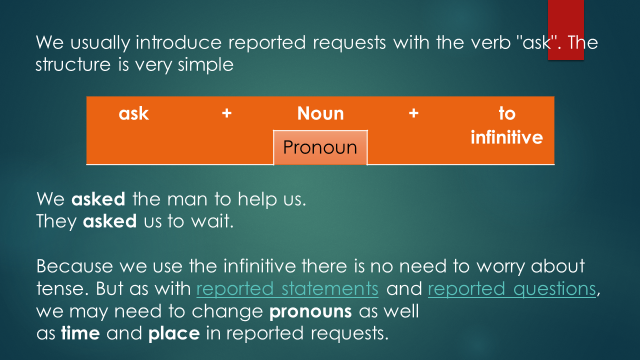 We usually introduce reported requests with the verb "ask". The
structure is very simple
ask + Noun + to
infinitive
Pronoun
We asked the man to help us.
They asked us to wait.
Because we use the infinitive there is no need to worry about
tense. But as with reported statements and reported questions,
we may need to change pronouns as well
as time and place in reported requests.